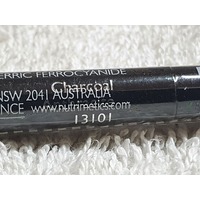 ERRIC FERROCYANIDE
Charcoal
NSW 2041 AUSTRALIA
NCE www.nutrimetics.com
13101